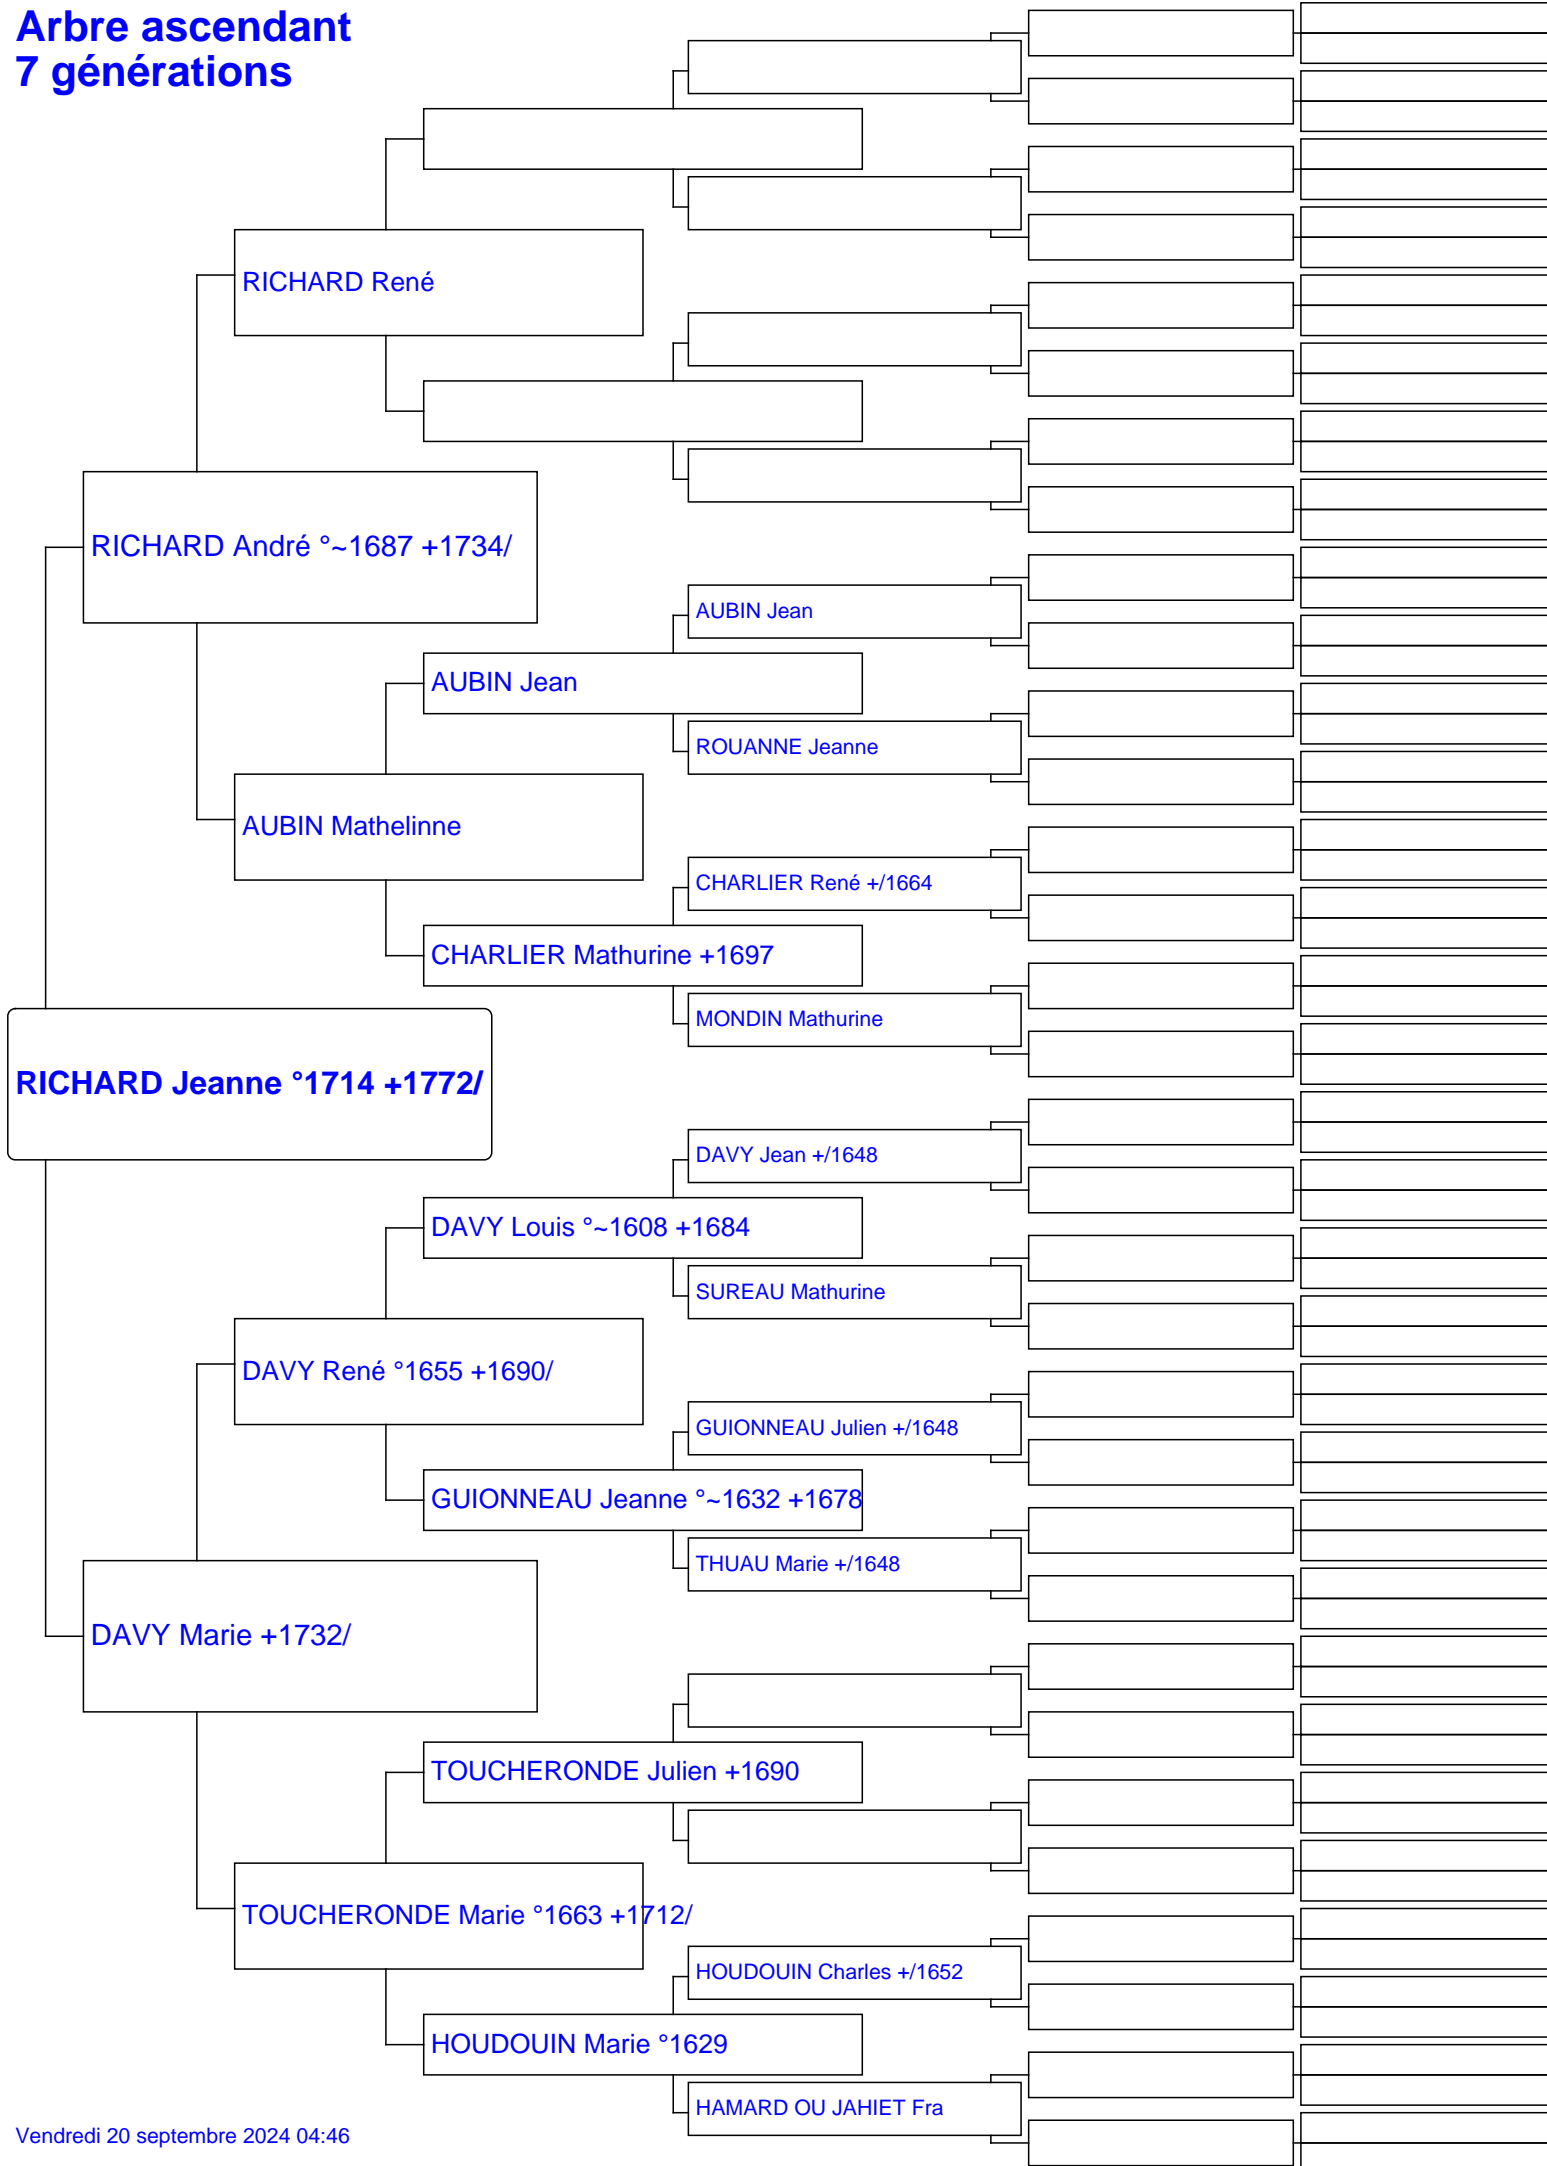 Arbre ascendant
7 générations
RICHARD René
RICHARD André °~1687 +1734/
AUBIN Jean
AUBIN Jean
ROUANNE Jeanne
AUBIN Mathelinne
CHARLIER René +/1664
CHARLIER Mathurine +1697
MONDIN Mathurine
RICHARD Jeanne °1714 +1772/
DAVY Jean +/1648
DAVY Louis °~1608 +1684
SUREAU Mathurine
DAVY René °1655 +1690/
GUIONNEAU Julien +/1648
GUIONNEAU Jeanne °~1632 +1678
THUAU Marie +/1648
DAVY Marie +1732/
TOUCHERONDE Julien +1690
TOUCHERONDE Marie °1663 +1712/
HOUDOUIN Charles +/1652
HOUDOUIN Marie °1629
HAMARD OU JAHIET Fra
Vendredi 20 septembre 2024 04:46